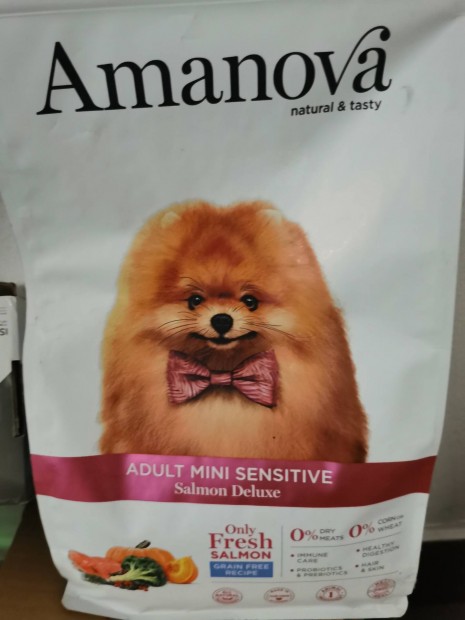 Amanova
natural & tasty
ADULT MINI SENSITIVE
Salmon Deluxe
Only
Fresh
SALMON
GRAIN FREE
RECIPE
0% DRY MEATS
0% CORN WHEAT
• IMMUNE CARE
• PROBIOTICS & PREBIOTICS
• HEALTHY DIGESTION
• HAIR & SKIN
SI